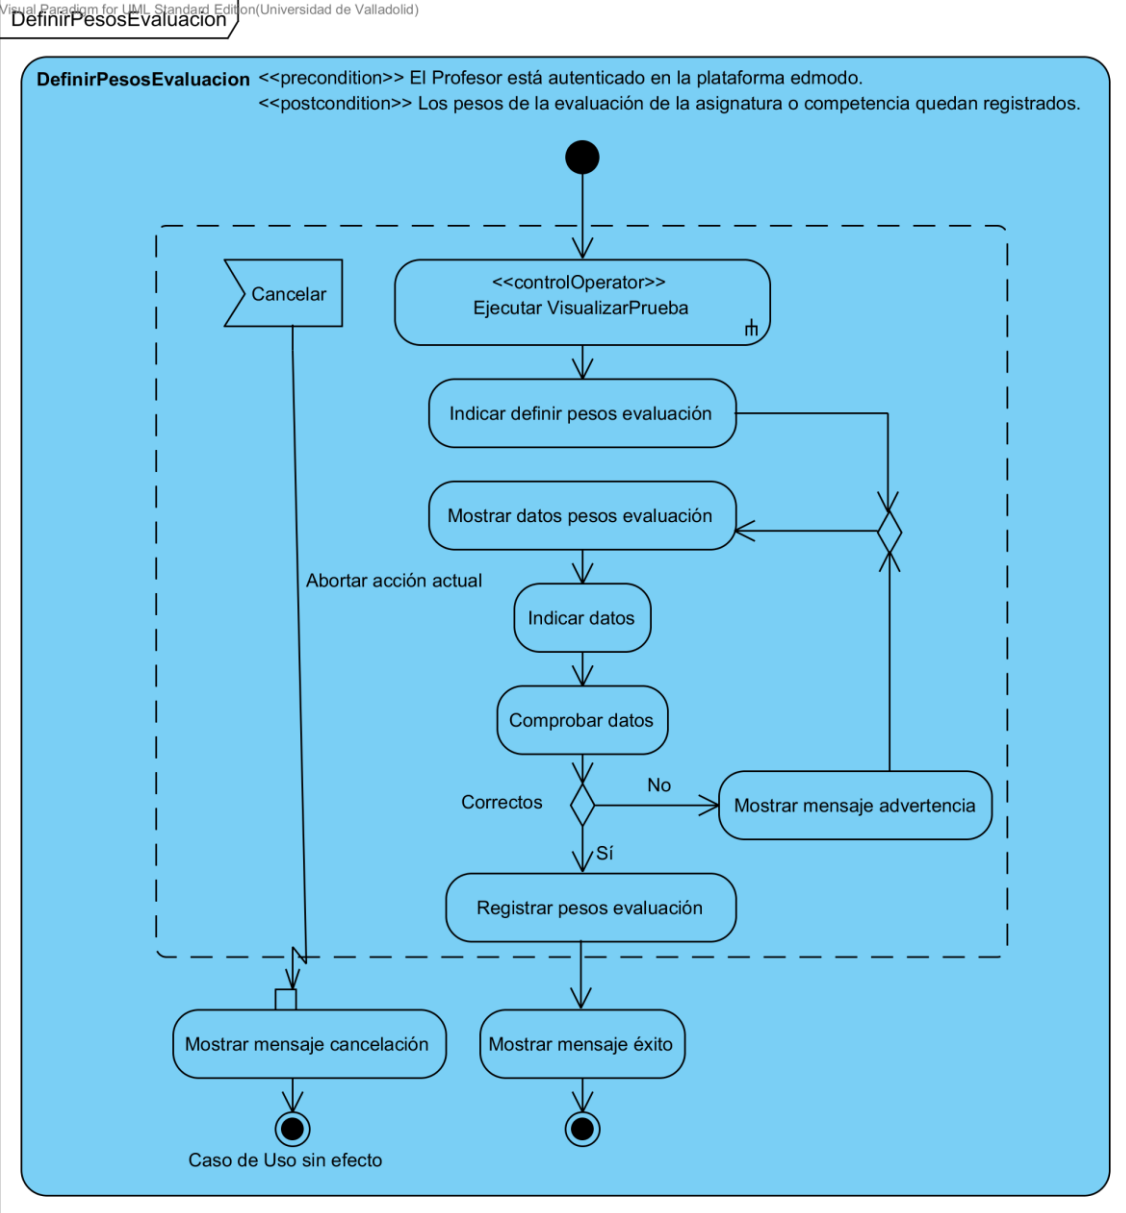 Visual Paradigm for UML Standard Edition(Universidad de Valladolid)
DefinirPesosEvaluacion
DefinirPesosEvaluacion <<precondition>> El Profesor está autenticado en la plataforma edmodo.
<<postcondition>> Los pesos de la evaluación de la asignatura o competencia quedan registrados.
Cancelar
<<controlOperator>>
Ejecutar VisualizarPrueba
Indicar definir pesos evaluación
Mostrar datos pesos evaluación
Abortar acción actual
Indicar datos
Comprobar datos
Correctos
No
Mostrar mensaje advertencia
Sí
Registrar pesos evaluación
Mostrar mensaje cancelación
Mostrar mensaje éxito
Caso de Uso sin efecto